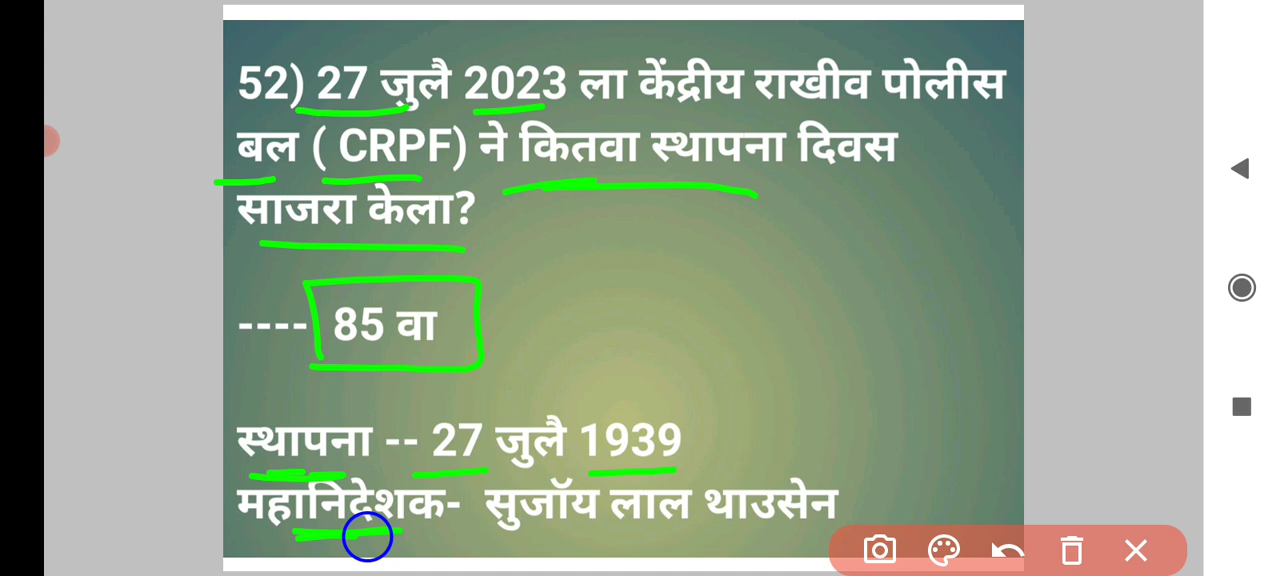 52) 27 जुलै 2023 ला केंद्रीय राखीव पोलीस
बल ( CRPF) ने कितवा स्थापना दिवस
साजरा केला?
---- 85 वा
स्थापना -- 27 जुलै 1939
महानिदेशक- सुजॉय लाल थाउसेन